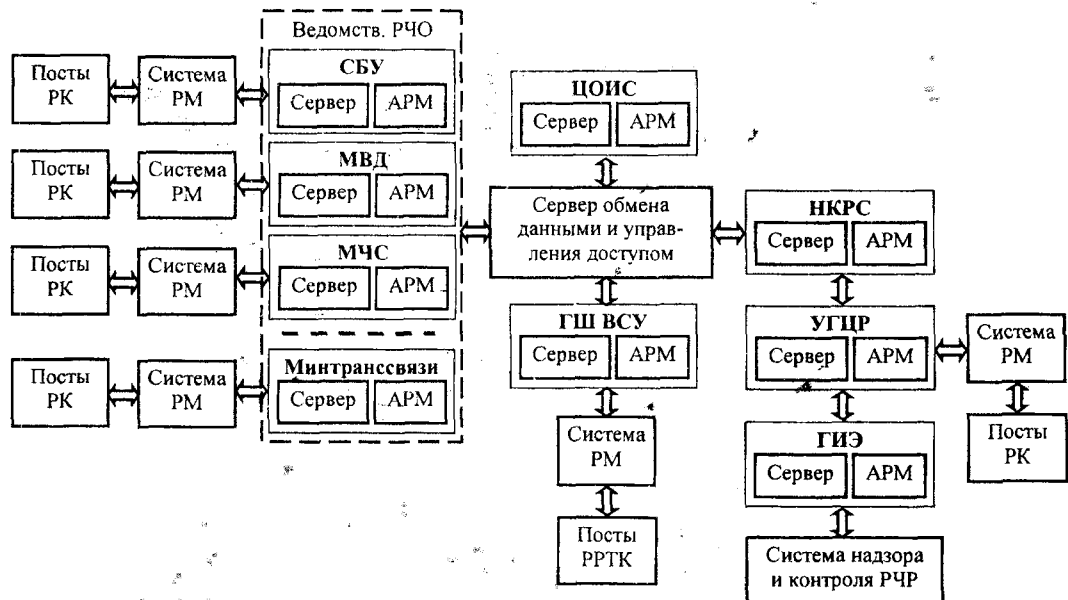 Ведомств. РЧО
Посты
РК
Система
РМ
СБУ
Сервер
АРМ
Посты
РК
Система
РМ
МВД
Сервер
АРМ
Посты
РК
Система
РМ
МЧС
Сервер
АРМ
Посты
РК
Система
РМ
Минтранссвязи
Сервер
АРМ
ЦОИС
Сервер
АРМ
Сервер обмена
данными и управ-
ления доступом
ГШ ВСУ
Сервер
АРМ
Система
РМ
Посты
РРТК
НКРС
Сервер
АРМ
УГЦР
Сервер
АРМ
Система
РМ
Посты
РК
ГИЭ
Сервер
АРМ
Система надзора
и контроля РЧР